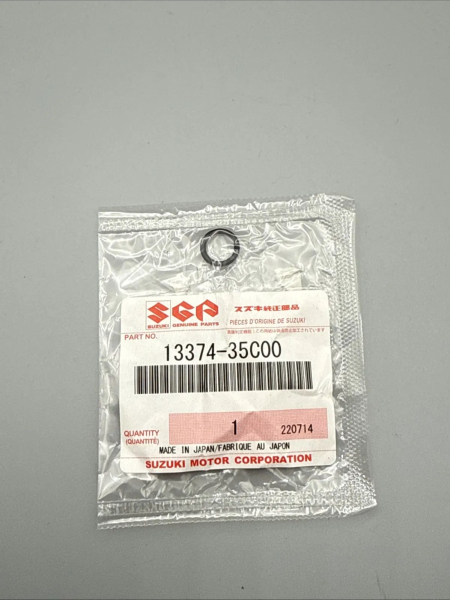 SGP
スズキ純正部品
SUZUKI GENUINE PARTS
PIÈCES D'ORIGINE DE SUZUKI
PART NO.
13374-35C00
QUANTITY
(QUANTITÉ)
1
220714
MADE IN JAPAN/FABRIQUE AU JAPON
SUZUKI MOTOR CORPORATION